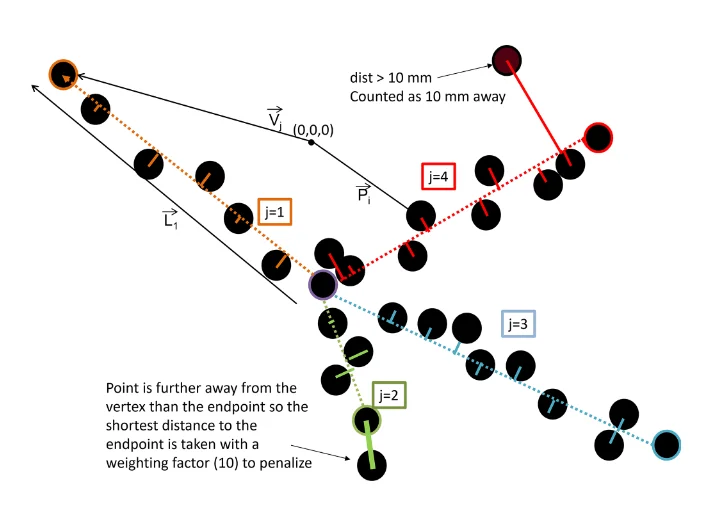 dist > 10 mm
Counted as 10 mm away
V⃗j
(0,0,0)
j=4
P⃗i
j=1
L⃗1
j=3
Point is further away from the
vertex than the endpoint so the
shortest distance to the
endpoint is taken with a
weighting factor (10) to penalize
j=2